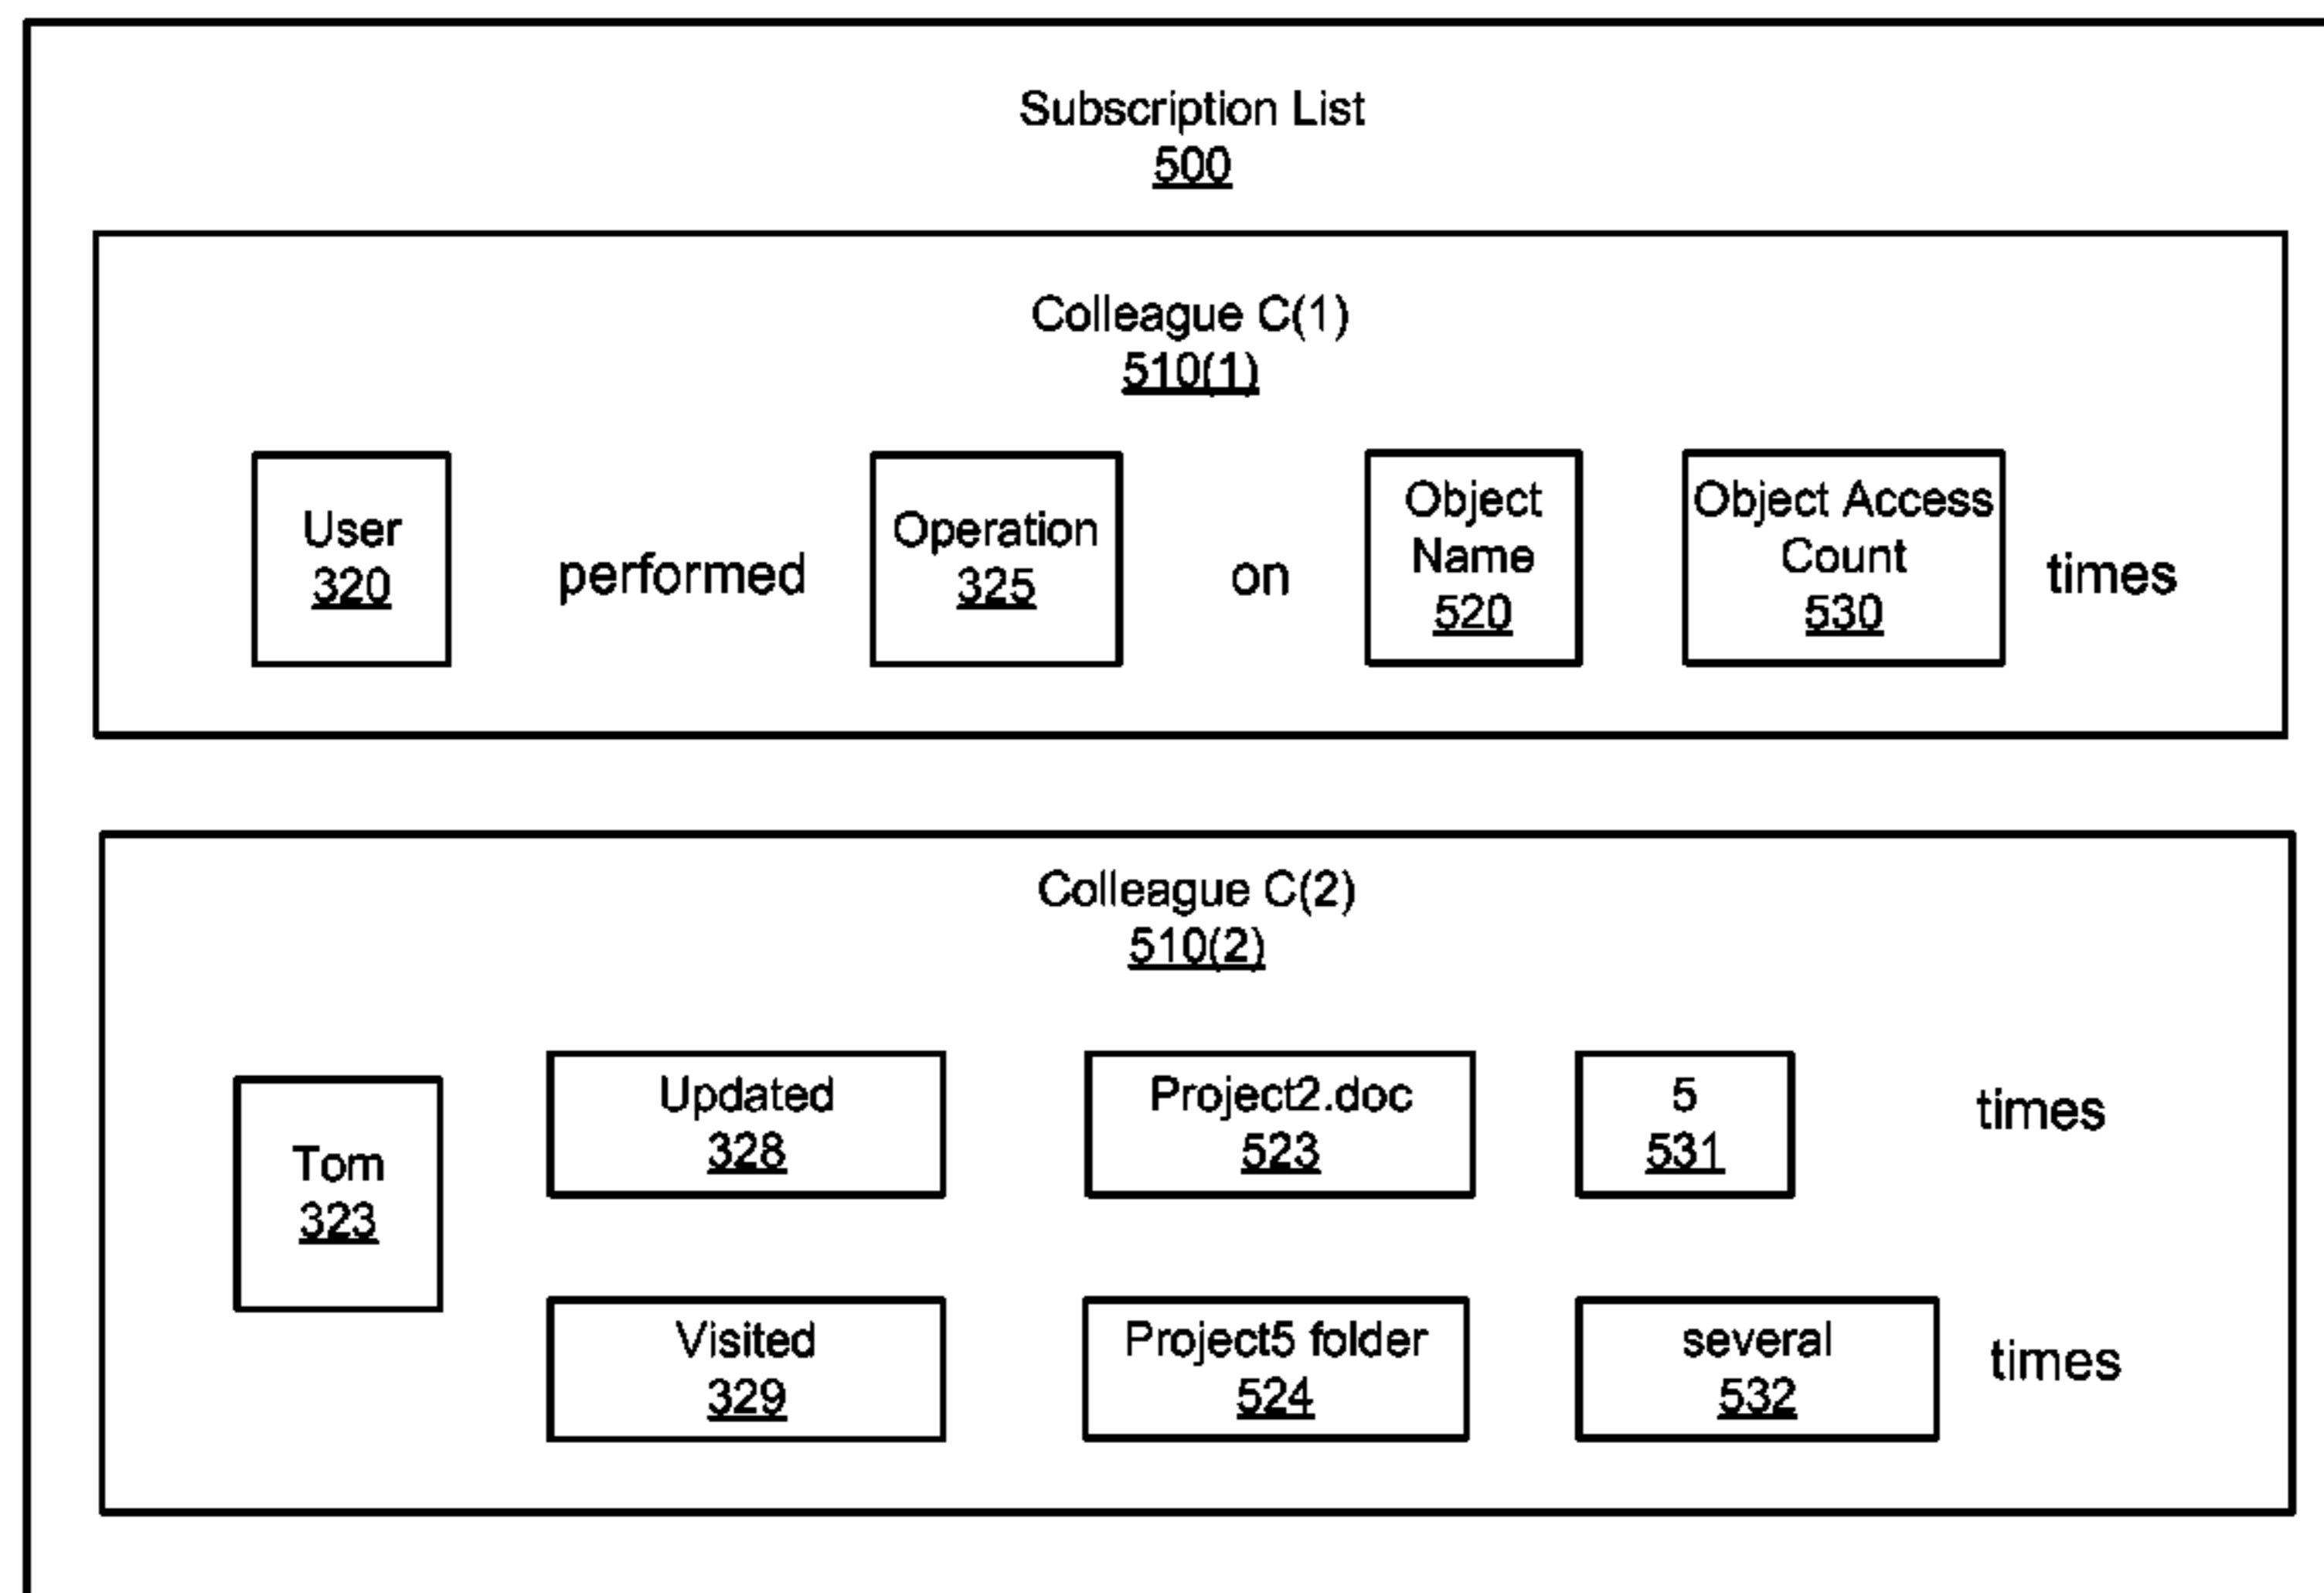 Subscription List
500
Colleague C(1)
510(1)
User
320
performed
Operation
325
on
Object
Name
520
Object Access
Count
530
times
Colleague C(2)
510(2)
Tom
323
Updated
328
Project2.doc
523
5
531
times
Visited
329
Project5 folder
524
several
532
times